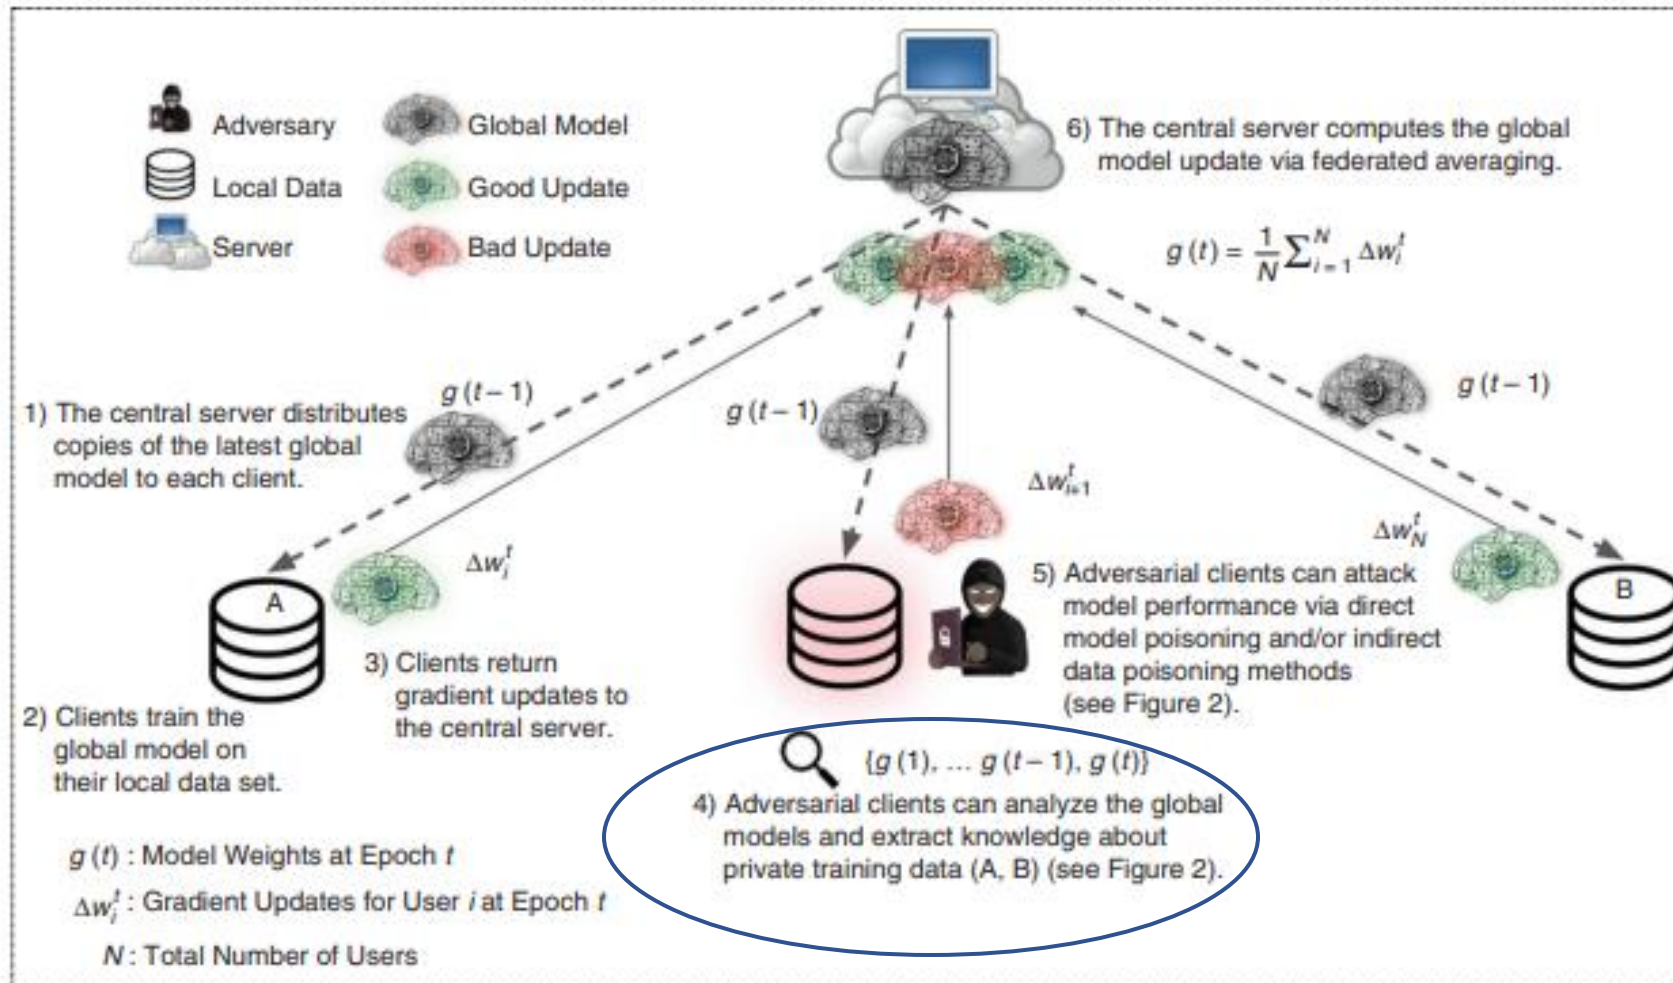 Adversary
Global Model
Local Data
Good Update
Server
Bad Update
6) The central server computes the global
model update via federated averaging.
g (t) = 1/N ∑ᴺᵢ₌₁ Δwᵢᵗ
g (t – 1)
g (t – 1)
g (t – 1)
1) The central server distributes
copies of the latest global
model to each client.
Δwᵢᵗ
Δwᵢ₊₁ᵗ
Δw_Nᵗ
A
B
5) Adversarial clients can attack
model performance via direct
model poisoning and/or indirect
data poisoning methods
(see Figure 2).
3) Clients return
gradient updates to
the central server.
2) Clients train the
global model on
their local data set.
{g (1), ... g (t – 1), g (t)}
4) Adversarial clients can analyze the global
models and extract knowledge about
private training data (A, B) (see Figure 2).
g (t) : Model Weights at Epoch t
Δwᵢᵗ : Gradient Updates for User i at Epoch t
N : Total Number of Users